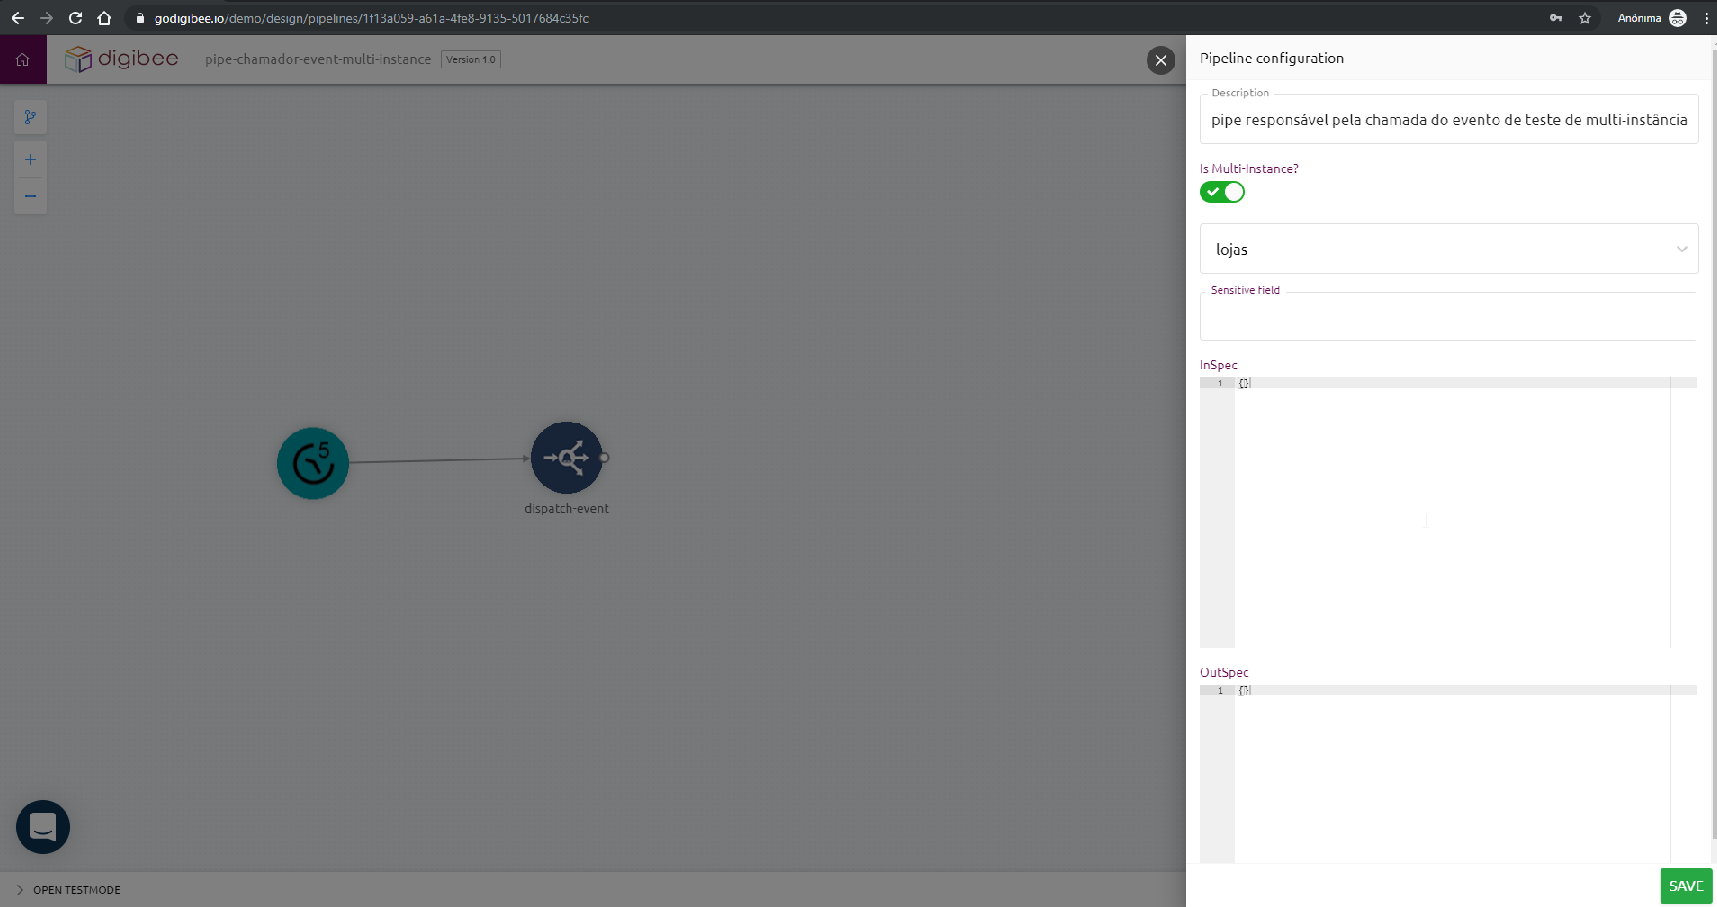 godigibee.io/demo/design/pipelines/1f13a059-a61a-4fe8-9135-5017684c35fc
Anônima
digibee
pipe-chamador-event-multi-instance
Version 1.0
Pipeline configuration
Description
pipe responsável pela chamada do evento de teste de multi-instância
Is Multi-Instance?
lojas
Sensitive field
InSpec
1 {}
5
dispatch-event
OutSpec
1 {}
OPEN TESTMODE
SAVE